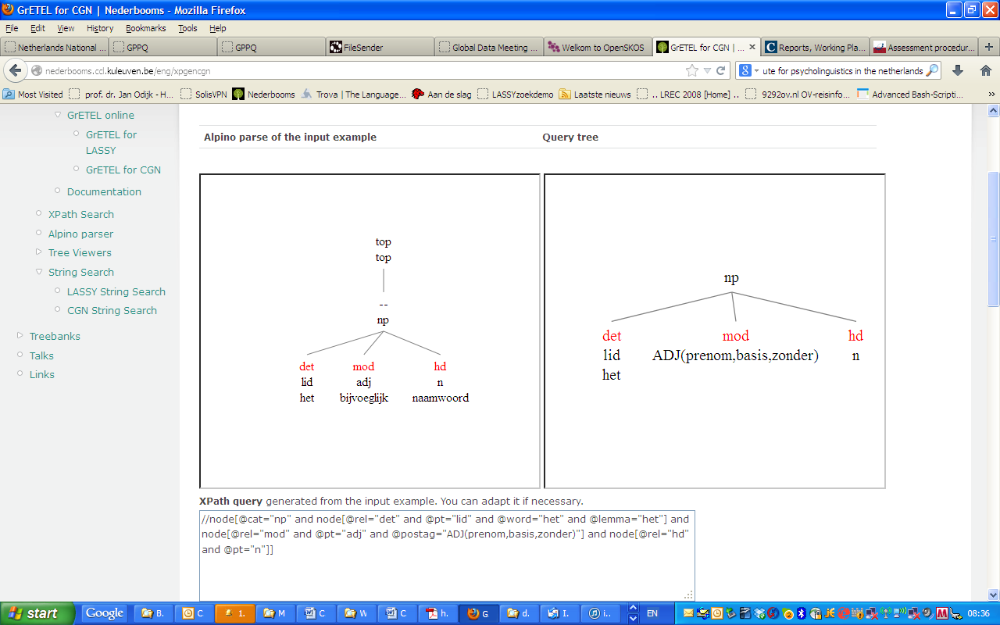 GrETEL for CGN | Nederbooms - Mozilla Firefox
File Edit View History Bookmarks Tools Help
Netherlands National ... GPPQ GPPQ FileSender Global Data Meeting ... Welkom to OpenSKOS GrETEL for CGN | ... Reports, Working Pla... Assessment procedur...
nederbooms.ccl.kuleuven.be/eng/xpgencgn ute for psycholinguistics in the netherlands
Most Visited prof. dr. Jan Odijk - H... SolisVPN Nederbooms Trova | The Language... Aan de slag LASSYzoekdemo Laatste nieuws .. LREC 2008 [Home] .. 9292ov.nl OV-reisinfo... Advanced Bash-Scripti... »
GrETEL online
GrETEL for
LASSY
GrETEL for CGN
Documentation
XPath Search
Alpino parser
Tree Viewers
String Search
LASSY String Search
CGN String Search
Treebanks
Talks
Links
Alpino parse of the input example Query tree
top
top
--
np
det mod hd
lid adj n
het bijvoeglijk naamwoord
np
det mod hd
lid ADJ(prenom,basis,zonder) n
het
XPath query generated from the input example. You can adapt it if necessary.
//node[@cat="np" and node[@rel="det" and @pt="lid" and @word="het" and @lemma="het"] and
node[@rel="mod" and @pt="adj" and @postag="ADJ(prenom,basis,zonder)"] and node[@rel="hd"
and @pt="n"]]
start Google B. C 1. M C W C h. G d. I. i... EN 08:36